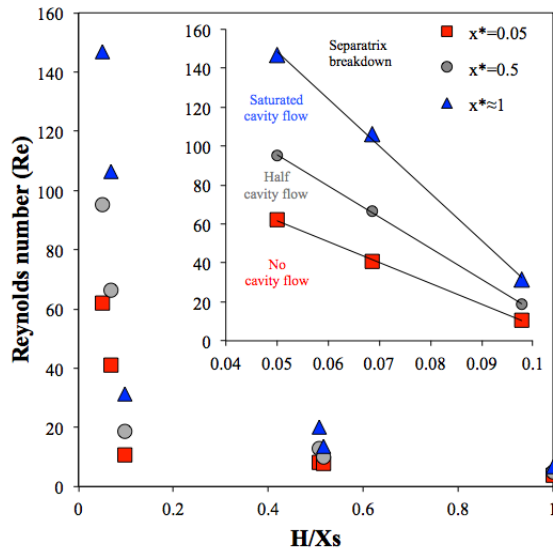 Reynolds number (Re)
160
140
120
100
80
60
40
20
0
0
0.2
0.4
0.6
0.8
1
H/Xs
160
140
120
100
80
60
40
20
0
0.04
0.05
0.06
0.07
0.08
0.09
0.1
Separatrix
breakdown
Saturated
cavity flow
Half
cavity flow
No
cavity flow
x*=0.05
x*=0.5
x*≈1